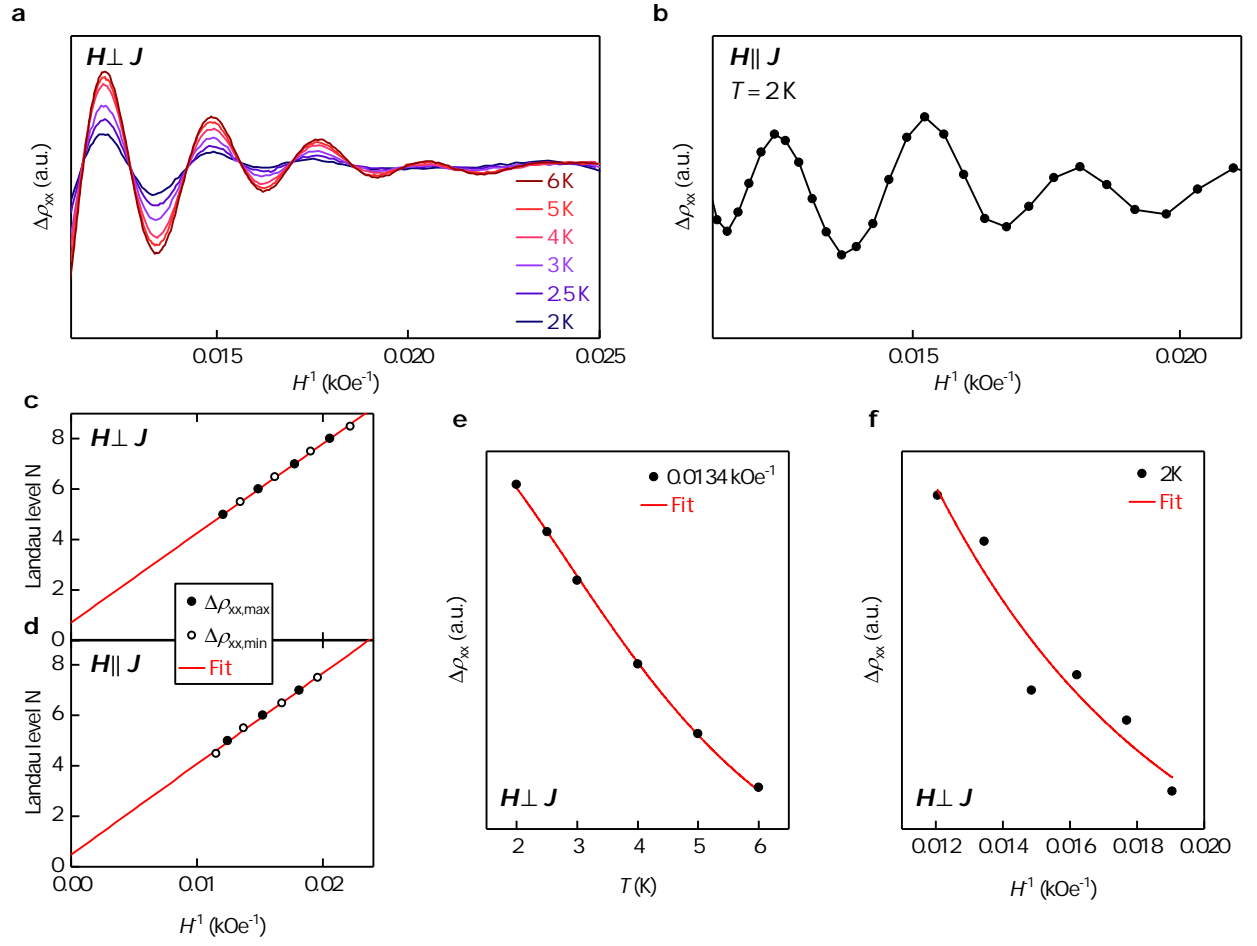 a
H⊥ J
Δρxx (a.u.)
6K
5K
4K
3K
2.5K
2K
0.015
0.020
0.025
H-1 (kOe-1)
b
H∥ J
T = 2K
Δρxx (a.u.)
0.015
0.020
H-1 (kOe-1)
c
H⊥ J
Landau level N
8
6
4
2
0
Δρxx,max
Δρxx,min
Fit
d
H∥ J
Landau level N
8
6
4
2
0
0.00
0.01
0.02
H-1 (kOe-1)
e
0.0134 kOe-1
Fit
Δρxx (a.u.)
H⊥ J
2
3
4
5
6
T (K)
f
2K
Fit
Δρxx (a.u.)
H⊥ J
0.012
0.014
0.016
0.018
0.020
H-1 (kOe-1)